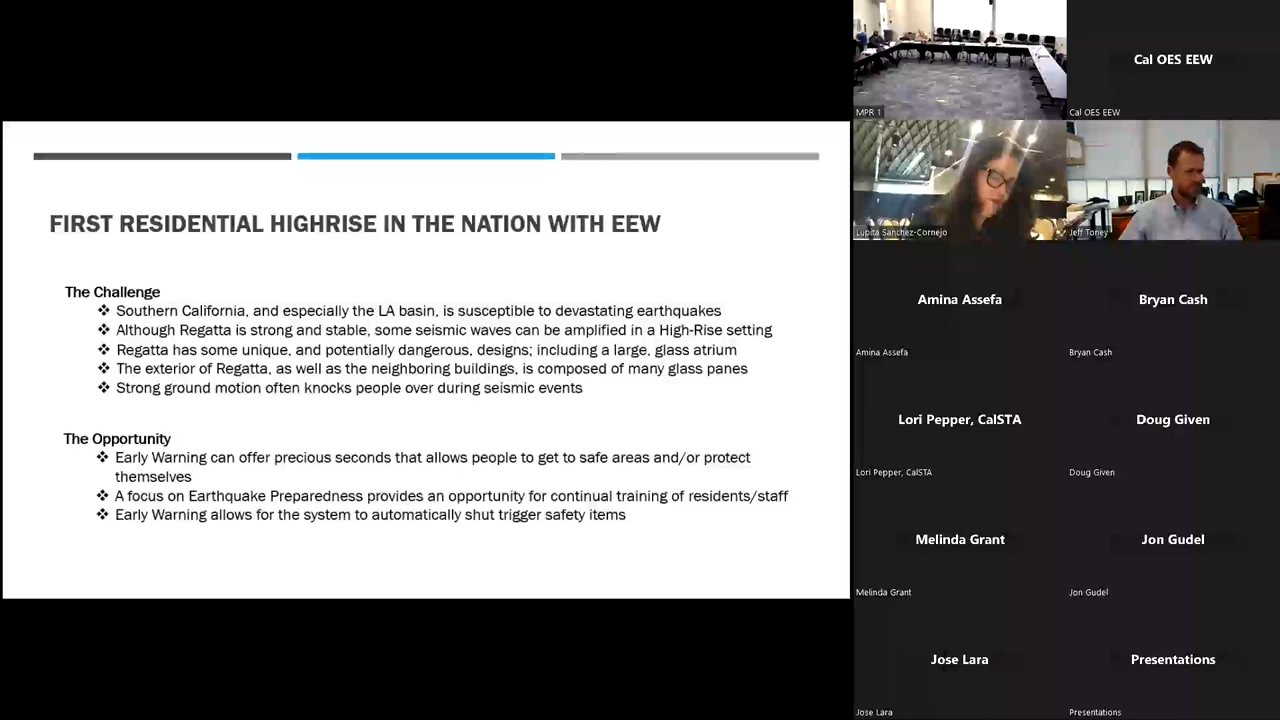 FIRST RESIDENTIAL HIGHRISE IN THE NATION WITH EEW
The Challenge
❖ Southern California, and especially the LA basin, is susceptible to devastating earthquakes
❖ Although Regatta is strong and stable, some seismic waves can be amplified in a High-Rise setting
❖ Regatta has some unique, and potentially dangerous, designs; including a large, glass atrium
❖ The exterior of Regatta, as well as the neighboring buildings, is composed of many glass panes
❖ Strong ground motion often knocks people over during seismic events
The Opportunity
❖ Early Warning can offer precious seconds that allows people to get to safe areas and/or protect
themselves
❖ A focus on Earthquake Preparedness provides an opportunity for continual training of residents/staff
❖ Early Warning allows for the system to automatically shut trigger safety items
MPR 1
Cal OES EEW
Cal OES EEW
Lupita Sanchez-Cornejo
Jeff Toney
Amina Assefa
Amina Assefa
Bryan Cash
Bryan Cash
Lori Pepper, CalSTA
Lori Pepper, CalSTA
Doug Given
Doug Given
Melinda Grant
Melinda Grant
Jon Gudel
Jon Gudel
Jose Lara
Jose Lara
Presentations
Presentations